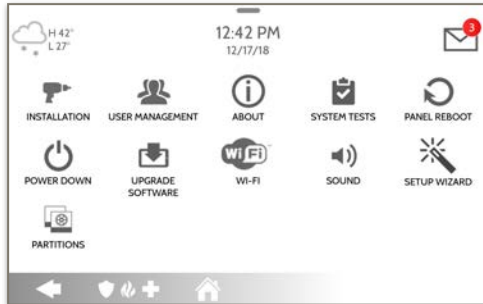 H 42°
L 27°
12:42 PM
12/17/18
3
INSTALLATION
USER MANAGEMENT
ABOUT
SYSTEM TESTS
PANEL REBOOT
POWER DOWN
UPGRADE
SOFTWARE
Wi Fi
WI-FI
SOUND
SETUP WIZARD
PARTITIONS